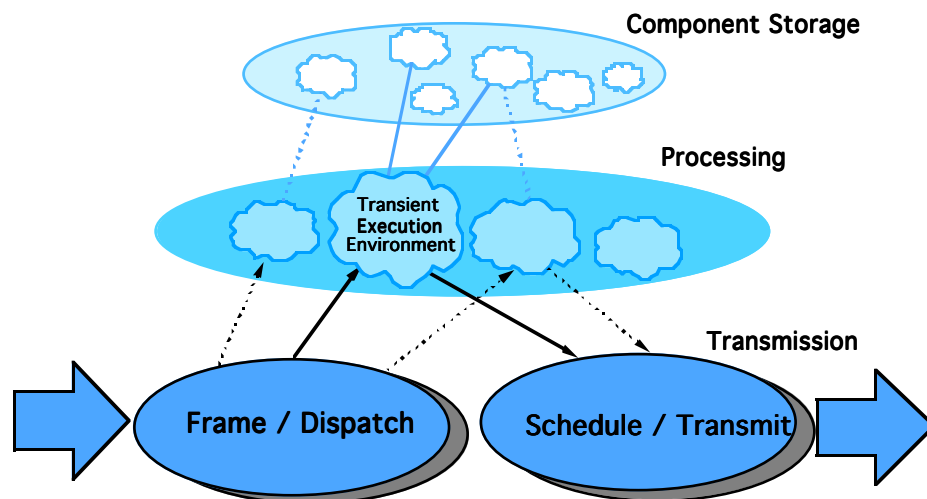 Component Storage
Processing
Transient
Execution
Environment
Transmission
Frame / Dispatch
Schedule / Transmit